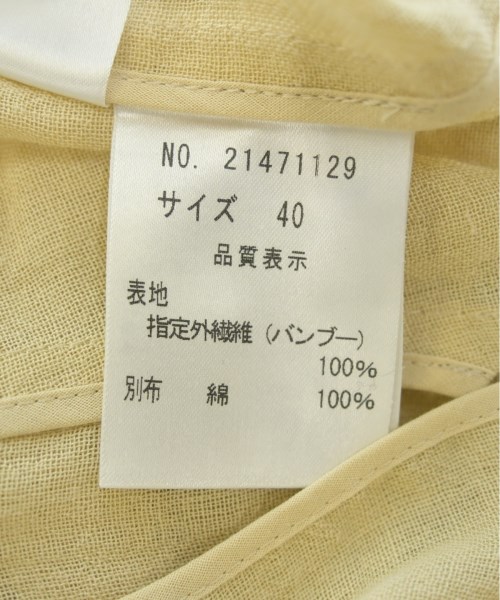 NO. 21471129
サイズ 40
品質表示
表地
指定外繊維(バンブー)
100%
別布 綿 100%